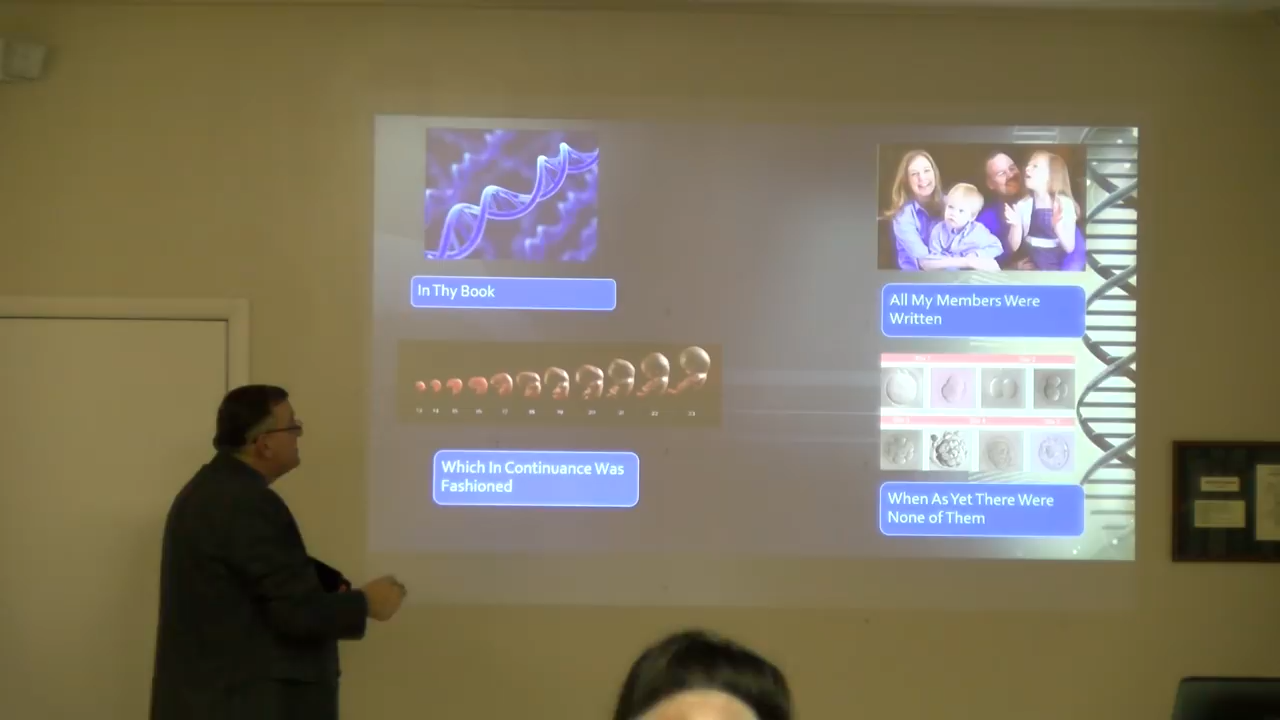 In Thy Book
All My Members Were
Written
Which In Continuance Was
Fashioned
When As Yet There Were
None of Them